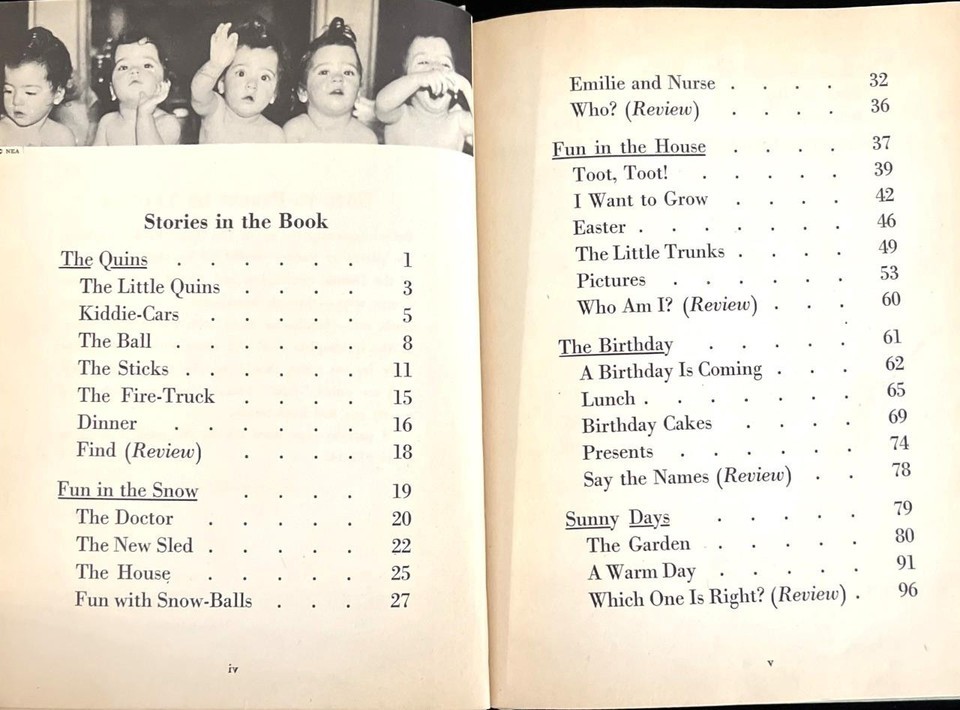 © NEA
Stories in the Book
The Quins . . . . . . 1
The Little Quins . . . . 3
Kiddie-Cars . . . . . 5
The Ball . . . . . . 8
The Sticks . . . . . . 11
The Fire-Truck . . . . 15
Dinner . . . . . . 16
Find (Review) . . . 18
Fun in the Snow . . . . 19
The Doctor . . . . . 20
The New Sled . . . . . 22
The House . . . . . 25
Fun with Snow-Balls . . . 27
iv
Emilie and Nurse . . . . 32
Who? (Review) . . . . 36
Fun in the House . . . . 37
Toot, Toot! . . . . . 39
I Want to Grow . . . . 42
Easter . . . . . . . 46
The Little Trunks . . . . 49
Pictures . . . . . . 53
Who Am I? (Review) . . . 60
The Birthday . . . . . 61
A Birthday Is Coming . . . 62
Lunch . . . . . . . 65
Birthday Cakes . . . . 69
Presents . . . . . . 74
Say the Names (Review) . . 78
Sunny Days . . . . . 79
The Garden . . . . . 80
A Warm Day . . . . . 91
Which One Is Right? (Review) . 96
v